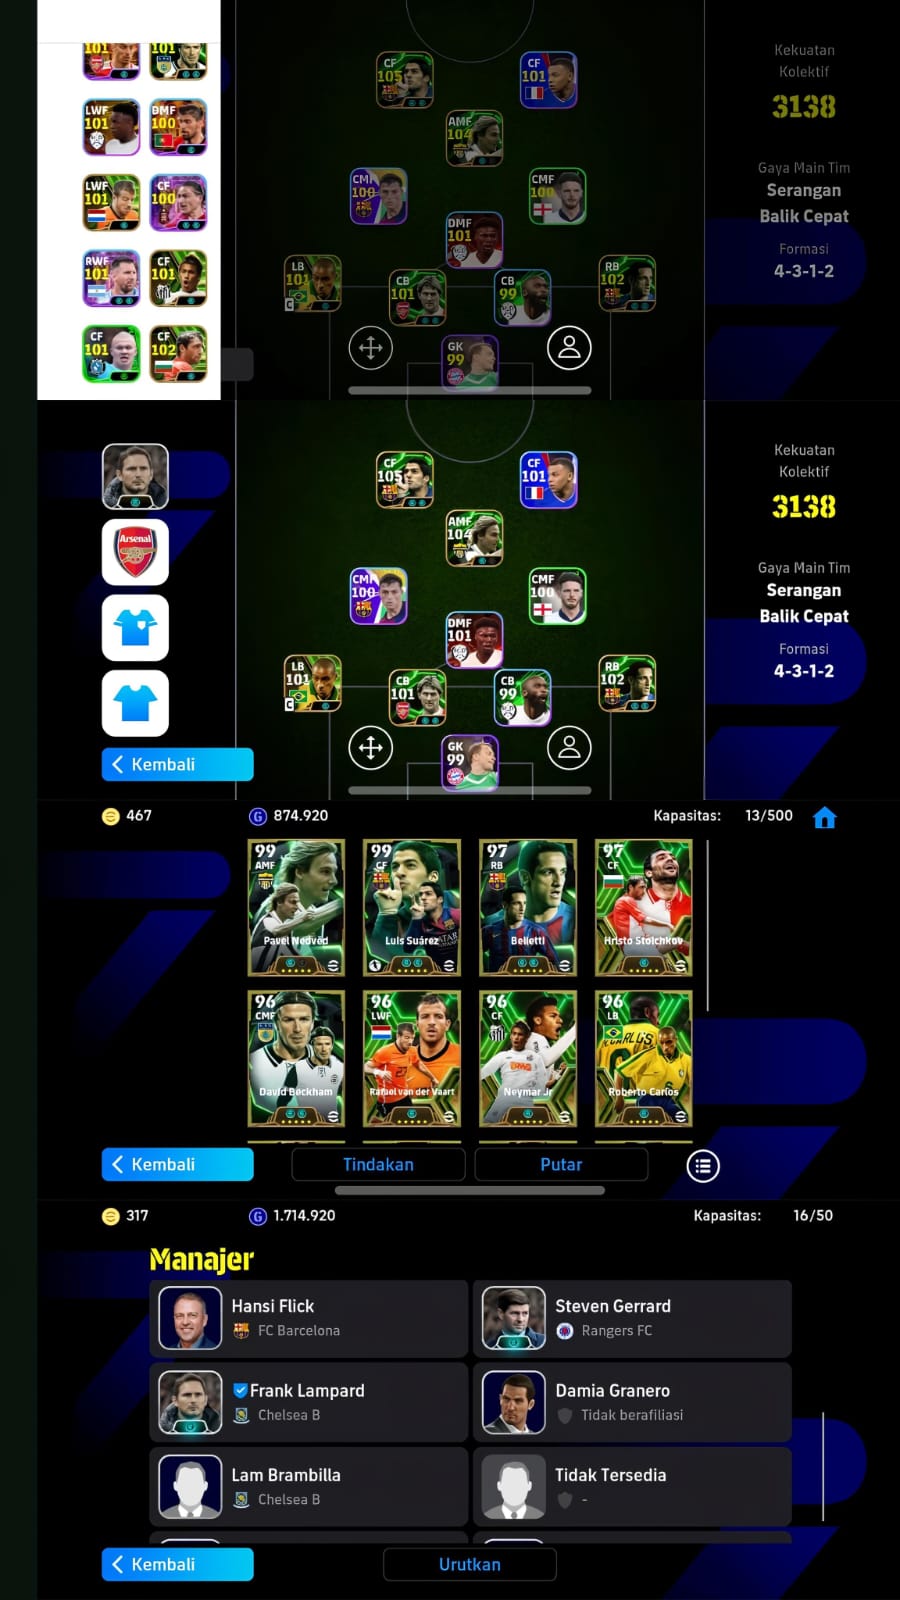 101
101
LWF
101
DMF
100
LWF
101
CF
100
RWF
101
CF
101
CF
101
CF
102
CF
105
CF
101
AMF
104
CMF
100
CMF
100
DMF
101
LB
101
C
CB
101
CB
99
RB
102
GK
99
Kekuatan
Kolektif
3138
Gaya Main Tim
Serangan
Balik Cepat
Formasi
4-3-1-2
Arsenal
Kembali
CF
105
CF
101
AMF
104
CMF
100
CMF
100
DMF
101
LB
101
C
CB
101
CB
99
RB
102
GK
99
Kekuatan
Kolektif
3138
Gaya Main Tim
Serangan
Balik Cepat
Formasi
4-3-1-2
467
G 874.920
Kapasitas: 13/500
99
AMF
Pavel Nedvěd
99
CF
Luis Suárez
97
RB
Belletti
97
CF
Hristo Stoichkov
96
CMF
David Beckham
96
LWF
Rafael van der Vaart
96
CF
Neymar Jr
96
LB
Roberto Carlos
Kembali
Tindakan
Putar
317
G 1.714.920
Kapasitas: 16/50
Manajer
Hansi Flick
FC Barcelona
Steven Gerrard
Rangers FC
Frank Lampard
Chelsea B
Damia Granero
Tidak berafiliasi
Lam Brambilla
Chelsea B
Tidak Tersedia
-
Kembali
Urutkan